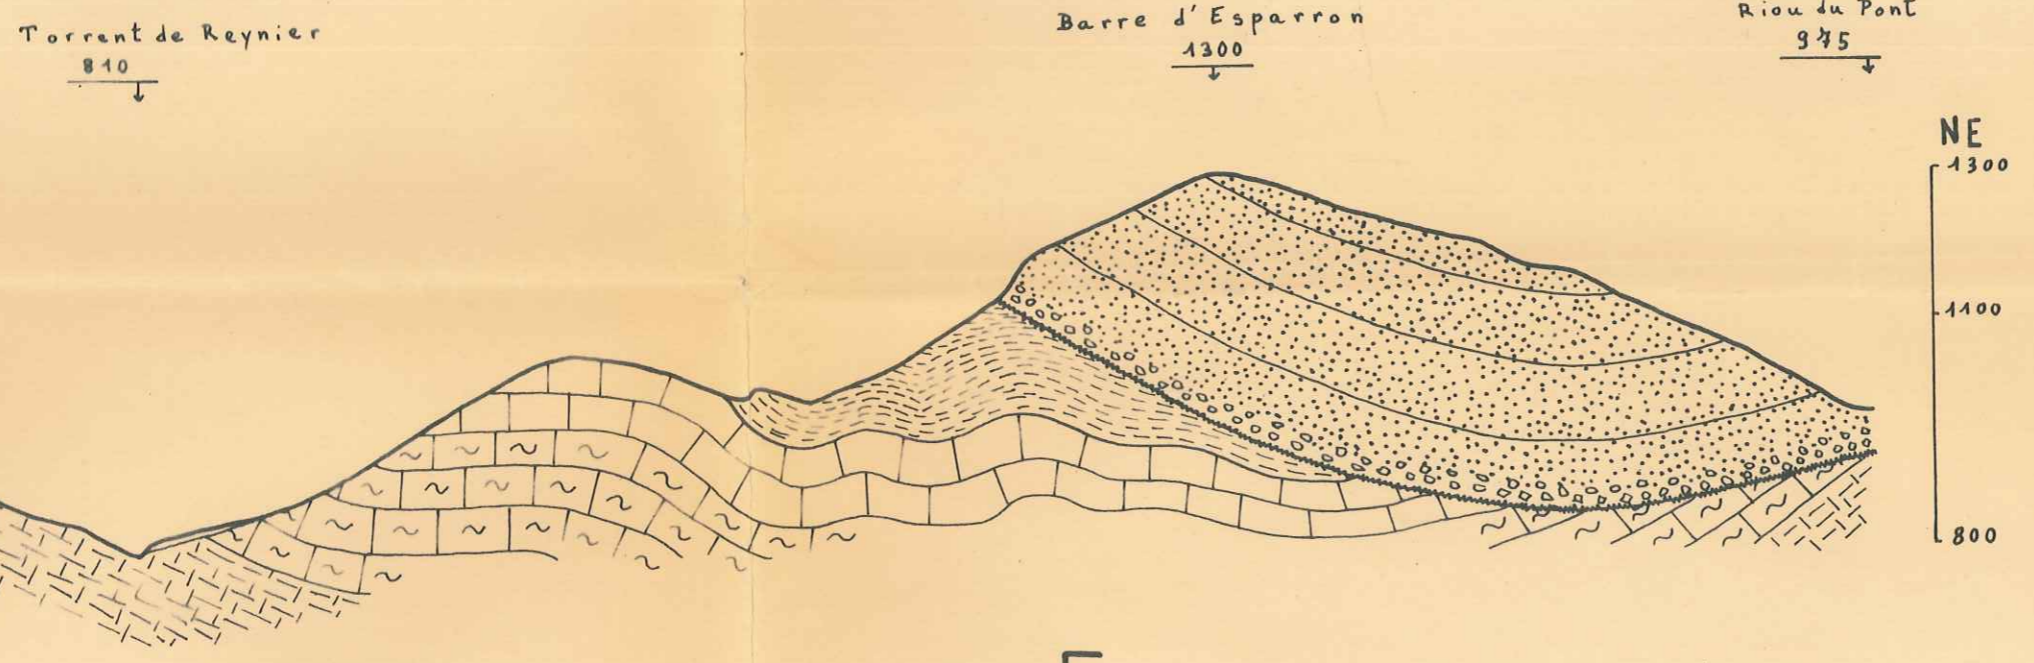 Torrent de Reynier
810
Barre d'Esparron
1300
Riou du Pont
975
NE
1300
1100
800